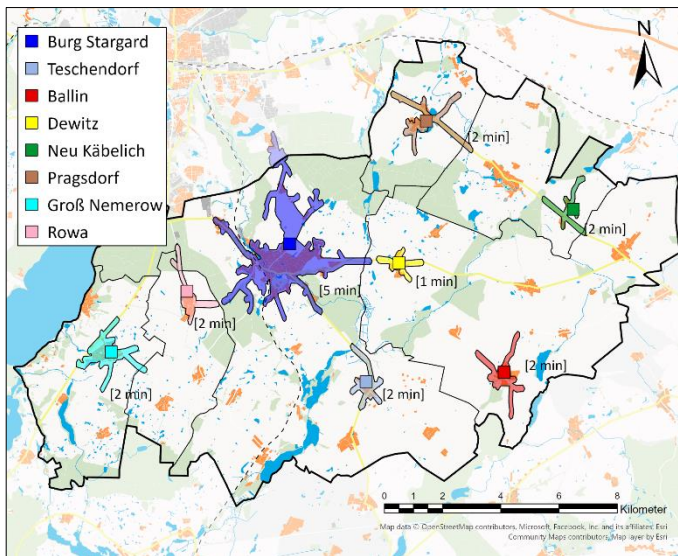 Burg Stargard
Teschendorf
Ballin
Dewitz
Neu Käbelich
Pragsdorf
Groß Nemerow
Rowa
N
[2 min]
[2 min]
[1 min]
[5 min]
[2 min]
[2 min]
[2 min]
[2 min]
0 2 4 6 8
Kilometer
Map data © OpenStreetMap contributors, Microsoft, Facebook, Inc. and its affiliates, Esri
Community Maps contributors, Map layer by Esri